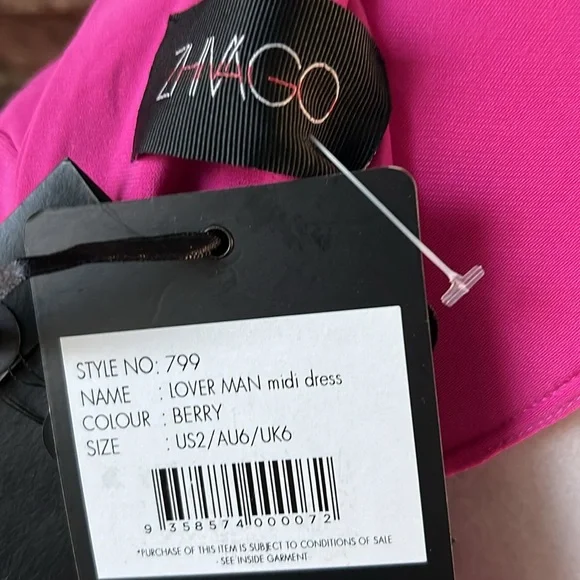 ZHIVAGO
STYLE NO: 799
NAME : LOVER MAN midi dress
COLOUR : BERRY
SIZE : US2/AU6/UK6
9 358574 000072
*PURCHASE OF THIS ITEM IS SUBJECT TO CONDITIONS OF SALE
- SEE INSIDE GARMENT-